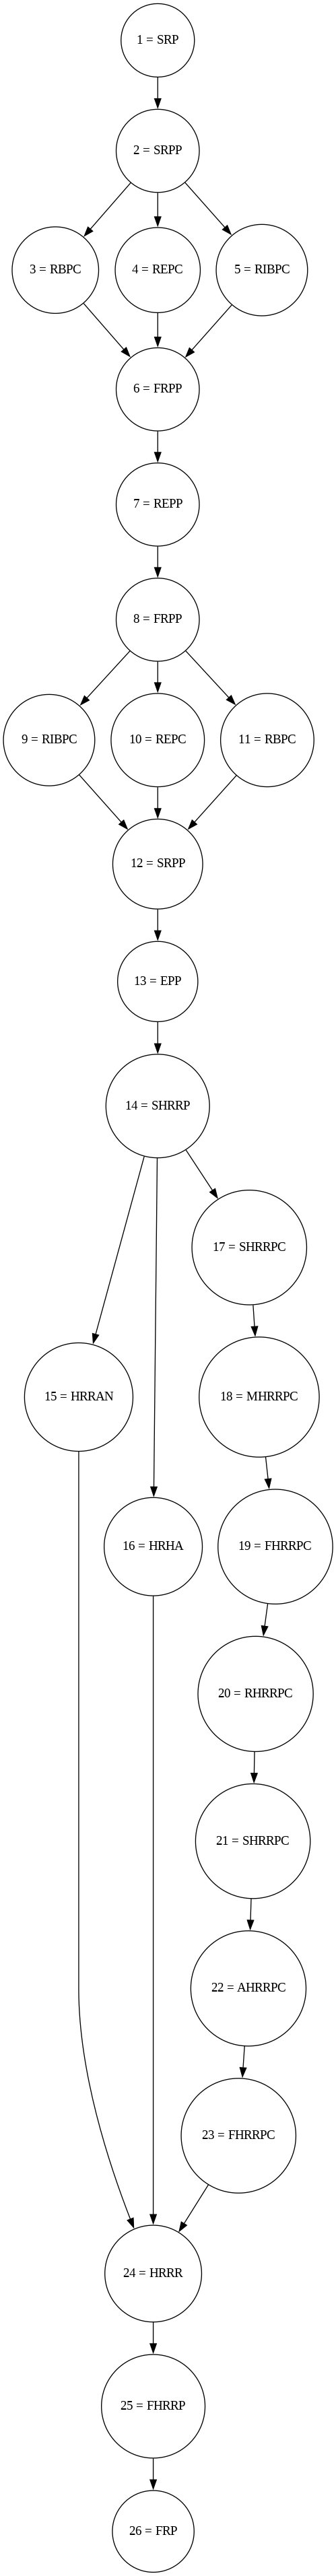 1 = SRP
2 = SRPP
3 = RBPC
4 = REPC
5 = RIBPC
6 = FRPP
7 = REPP
8 = FRPP
9 = RIBPC
10 = REPC
11 = RBPC
12 = SRPP
13 = EPP
14 = SHRRP
17 = SHRRPC
15 = HRRAN
18 = MHRRPC
16 = HRHA
19 = FHRRPC
20 = RHRRPC
21 = SHRRPC
22 = AHRRPC
23 = FHRRPC
24 = HRRR
25 = FHRRP
26 = FRP